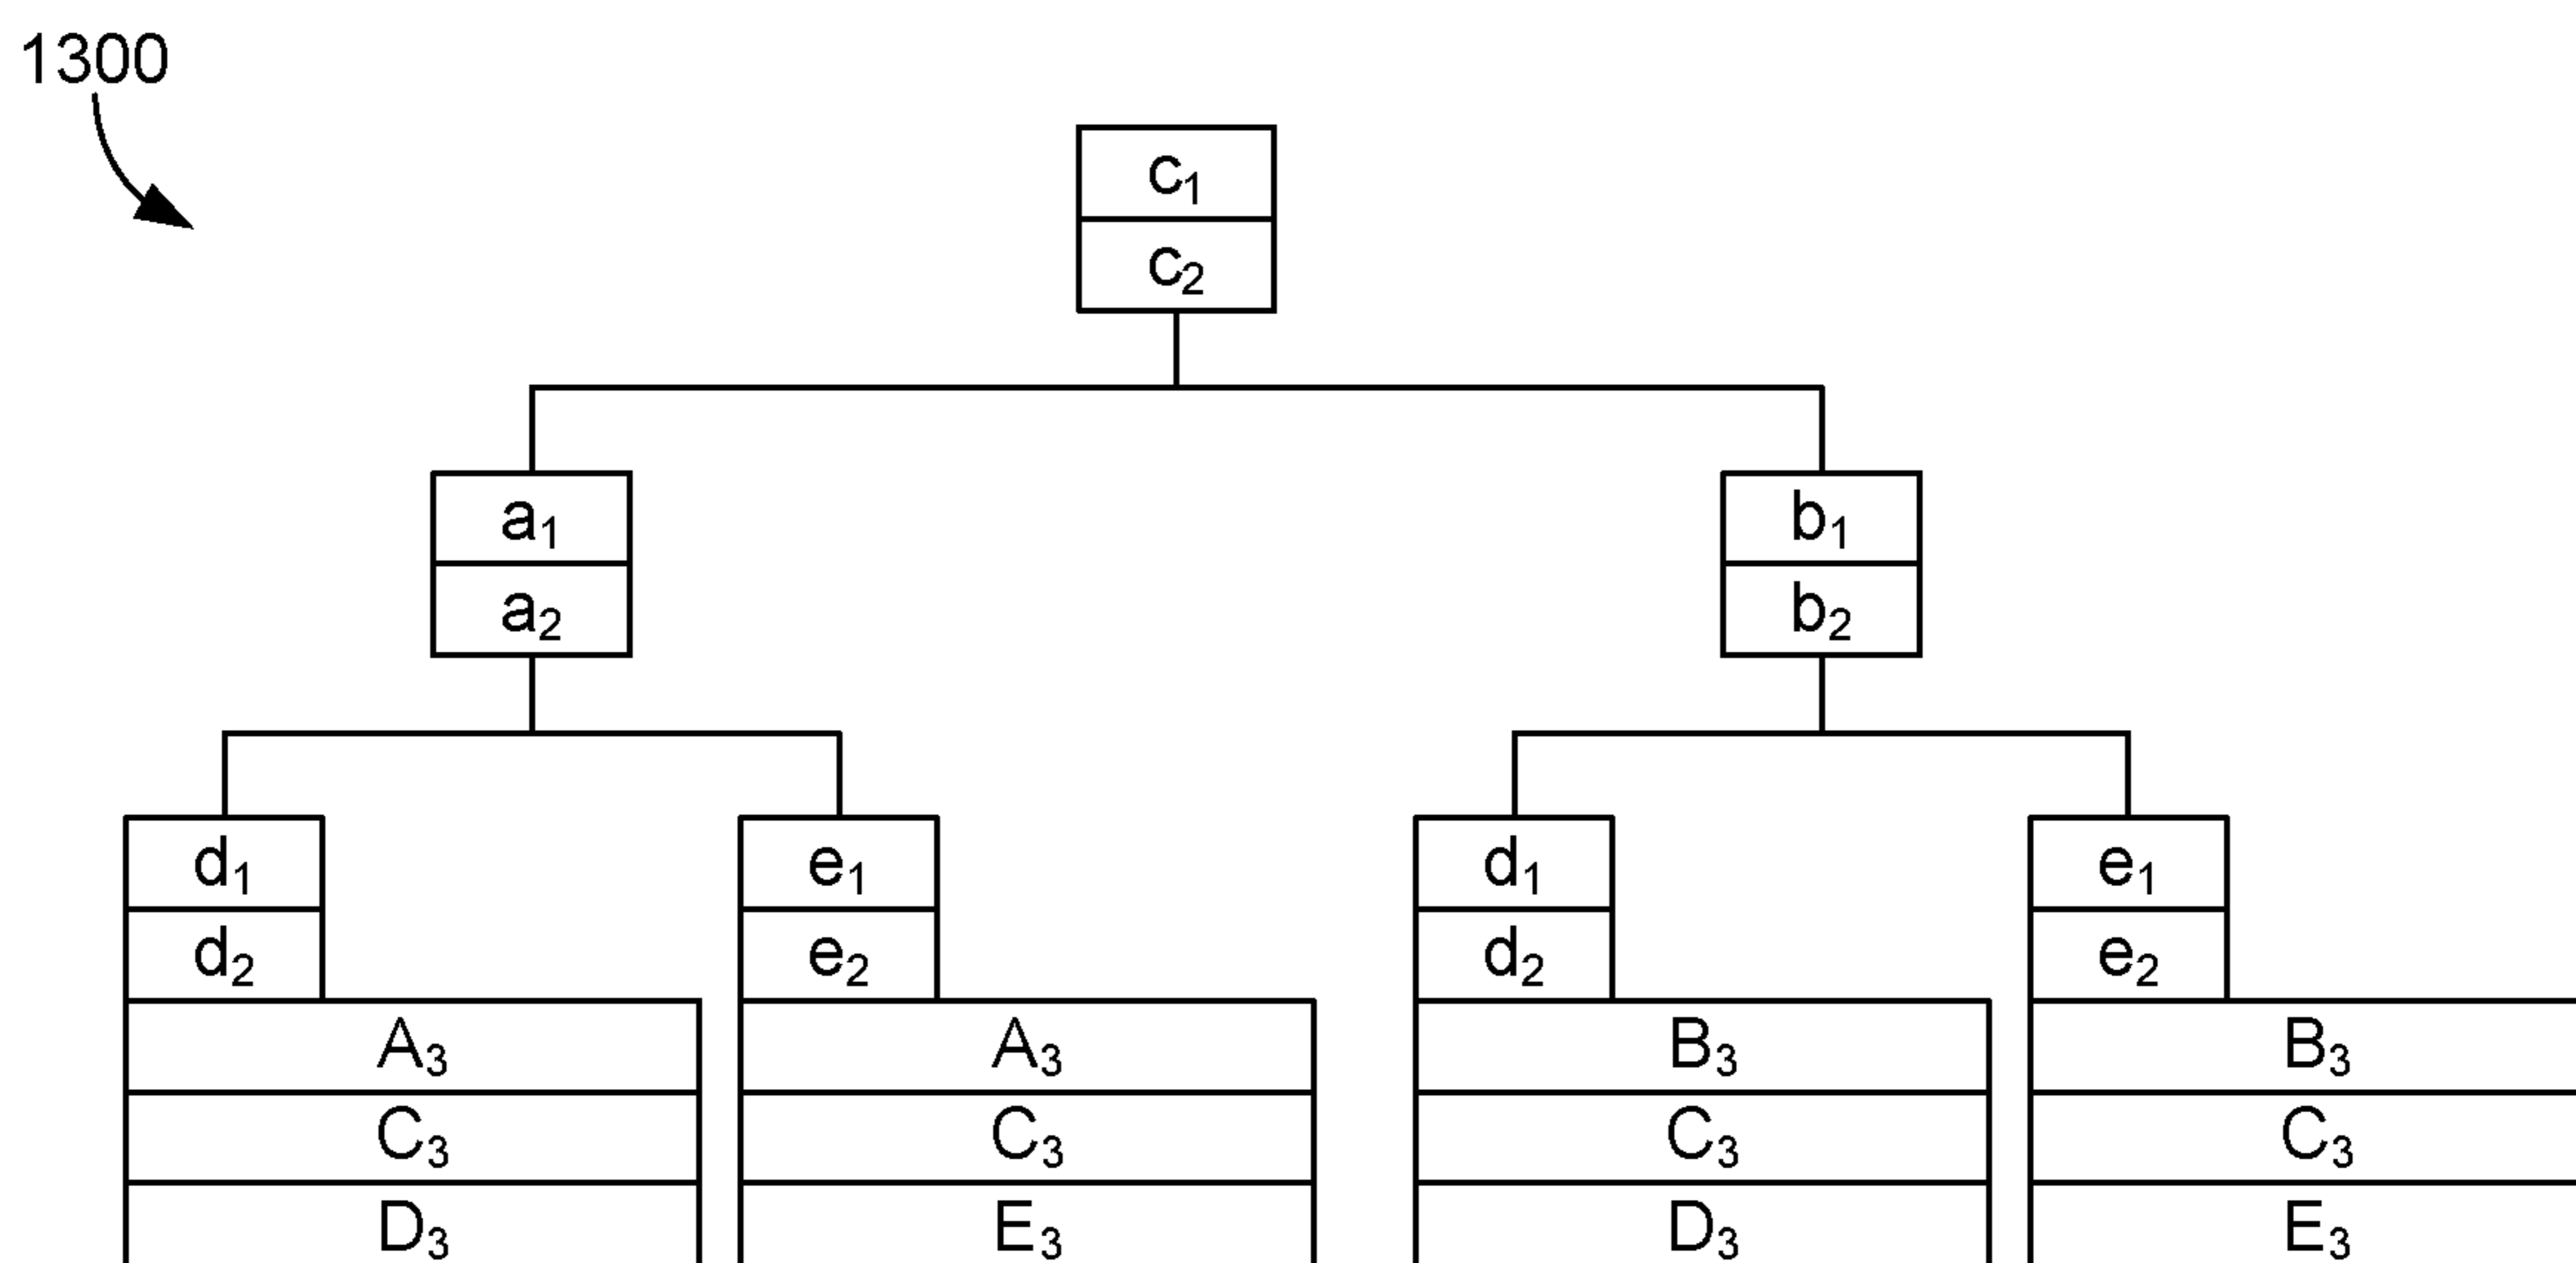 1300
c₁
c₂
a₁ b₁
a₂ b₂
d₁ e₁ d₁ e₁
d₂ e₂ d₂ e₂
A₃ A₃ B₃ B₃
C₃ C₃ C₃ C₃
D₃ E₃ D₃ E₃